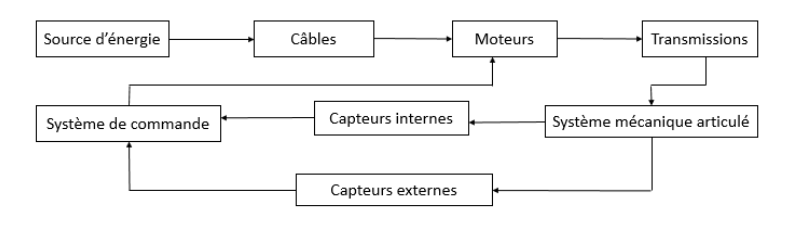 Source d'énergie
Câbles
Moteurs
Transmissions
Système de commande
Capteurs internes
Système mécanique articulé
Capteurs externes